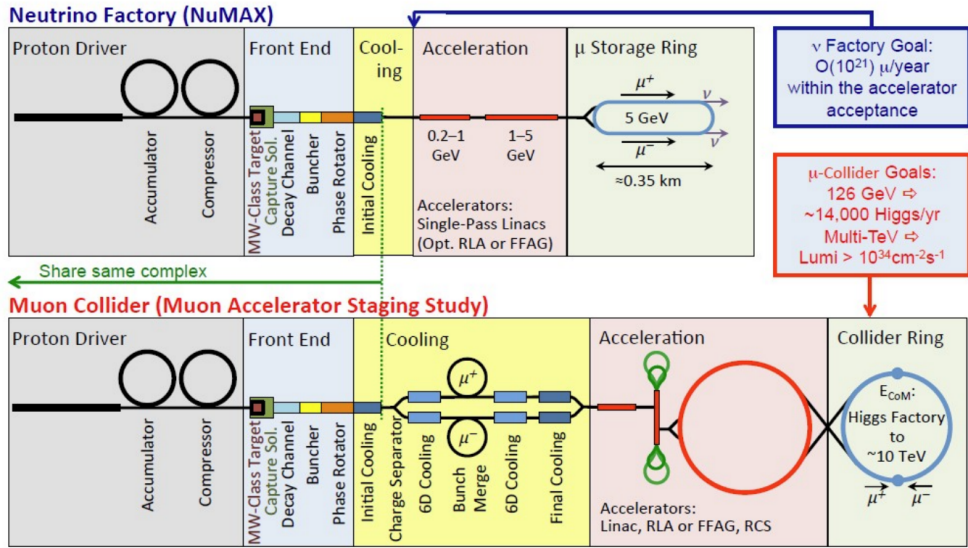 Neutrino Factory (NuMAX)
Proton Driver
Front End
Cool-
ing
Acceleration
μ Storage Ring
Accumulator
Compressor
MW-Class Target
Capture Sol.
Decay Channel
Buncher
Phase Rotator
Initial Cooling
0.2–1
GeV
1–5
GeV
Accelerators:
Single-Pass Linacs
(Opt. RLA or FFAG)
μ+
ν
5 GeV
μ−
ν
≈0.35 km
ν Factory Goal:
O(10²¹) μ/year
within the accelerator
acceptance
μ-Collider Goals:
126 GeV ⇨
~14,000 Higgs/yr
Multi-TeV ⇨
Lumi > 10³⁴cm⁻²s⁻¹
Share same complex
Muon Collider (Muon Accelerator Staging Study)
Proton Driver
Front End
Cooling
Acceleration
Collider Ring
Accumulator
Compressor
MW-Class Target
Capture Sol.
Decay Channel
Buncher
Phase Rotator
Initial Cooling
Charge Separator
μ+
μ−
6D Cooling
Bunch
Merge
6D Cooling
Final Cooling
Accelerators:
Linac, RLA or FFAG, RCS
ECoM:
Higgs Factory
to
~10 TeV
μ+ μ−